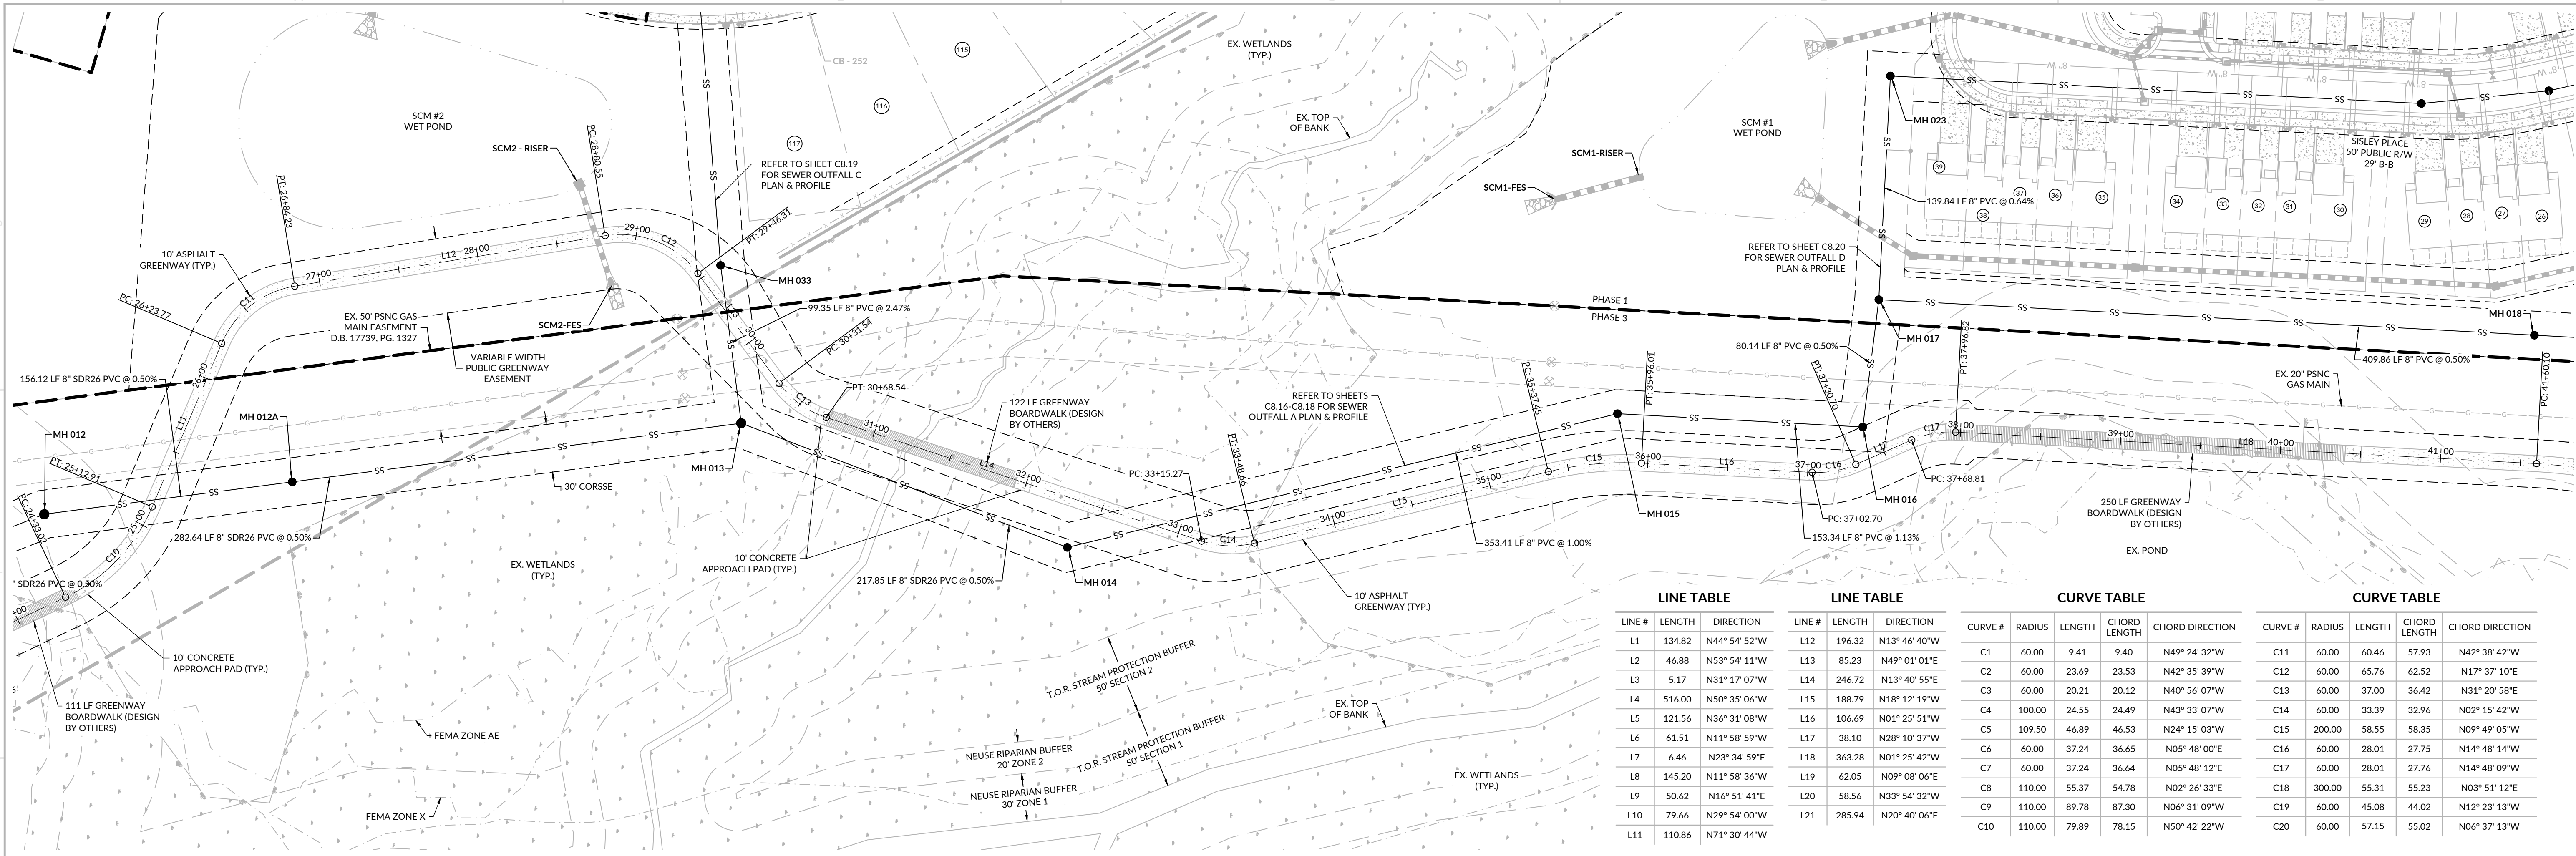 115
EX. WETLANDS
(TYP.)
CB - 252
116
SCM #2
WET POND
SCM2 - RISER
PC: 28+80.55
117
REFER TO SHEET C8.19
FOR SEWER OUTFALL C
PLAN & PROFILE
EX. TOP
OF BANK
SCM #1
WET POND
SCM1-RISER
SCM1-FES
MH 023
SISLEY PLACE
50' PUBLIC R/W
29' B-B
39
38
37
36
35
34
33
32
31
30
29
28
27
26
139.84 LF 8" PVC @ 0.64%
REFER TO SHEET C8.20
FOR SEWER OUTFALL D
PLAN & PROFILE
PT: 26+84.23
10' ASPHALT
GREENWAY (TYP.)
PC: 26+23.77
C11
27+00
L12
28+00
29+00
C12
PT: 29+46.31
MH 033
SCM2-FES
EX. 50' PSNC GAS
MAIN EASEMENT
D.B. 17739, PG. 1327
VARIABLE WIDTH
PUBLIC GREENWAY
EASEMENT
L13
30+00
99.35 LF 8" PVC @ 2.47%
PC: 30+31.54
PHASE 1
PHASE 3
MH 017
MH 018
80.14 LF 8" PVC @ 0.50%
409.86 LF 8" PVC @ 0.50%
PT: 37+96.82
PT: 37+30.70
EX. 20" PSNC
GAS MAIN
PC: 41+60.10
156.12 LF 8" SDR26 PVC @ 0.50%
26+00
L11
MH 012
MH 012A
PT: 25+12.91
PC: 24+33.02
25+00
C10
282.64 LF 8" SDR26 PVC @ 0.50%
30' CORSSE
MH 013
C13
PT: 30+68.54
31+00
122 LF GREENWAY
BOARDWALK (DESIGN
BY OTHERS)
L14
32+00
33+00
REFER TO SHEETS
C8.16-C8.18 FOR SEWER
OUTFALL A PLAN & PROFILE
PC: 33+15.27
PT: 33+48.66
C14
34+00
L15
35+00
PC: 35+37.45
PT: 35+96.01
C15
36+00
L16
37+00
C16
L17
C17
38+00
39+00
L18
40+00
41+00
MH 015
MH 016
PC: 37+68.81
PC: 37+02.70
153.34 LF 8" PVC @ 1.13%
353.41 LF 8" PVC @ 1.00%
250 LF GREENWAY
BOARDWALK (DESIGN
BY OTHERS)
EX. POND
10' CONCRETE
APPROACH PAD (TYP.)
217.85 LF 8" SDR26 PVC @ 0.50%
MH 014
10' ASPHALT
GREENWAY (TYP.)
EX. WETLANDS
(TYP.)
" SDR26 PVC @ 0.50%
+00
10' CONCRETE
APPROACH PAD (TYP.)
111 LF GREENWAY
BOARDWALK (DESIGN
BY OTHERS)
FEMA ZONE AE
FEMA ZONE X
T.O.R. STREAM PROTECTION BUFFER
50' SECTION 2
T.O.R. STREAM PROTECTION BUFFER
50' SECTION 1
NEUSE RIPARIAN BUFFER
20' ZONE 2
NEUSE RIPARIAN BUFFER
30' ZONE 1
EX. TOP
OF BANK
EX. WETLANDS
(TYP.)
LINE TABLE
LINE # LENGTH DIRECTION
L1 134.82 N44° 54' 52"W
L2 46.88 N53° 54' 11"W
L3 5.17 N31° 17' 07"W
L4 516.00 N50° 35' 06"W
L5 121.56 N36° 31' 08"W
L6 61.51 N11° 58' 59"W
L7 6.46 N23° 34' 59"E
L8 145.20 N11° 58' 36"W
L9 50.62 N16° 51' 41"E
L10 79.66 N29° 54' 00"W
L11 110.86 N71° 30' 44"W
LINE TABLE
LINE # LENGTH DIRECTION
L12 196.32 N13° 46' 40"W
L13 85.23 N49° 01' 01"E
L14 246.72 N13° 40' 55"E
L15 188.79 N18° 12' 19"W
L16 106.69 N01° 25' 51"W
L17 38.10 N28° 10' 37"W
L18 363.28 N01° 25' 42"W
L19 62.05 N09° 08' 06"E
L20 58.56 N33° 54' 32"W
L21 285.94 N20° 40' 06"E
CURVE TABLE
CURVE # RADIUS LENGTH CHORD LENGTH CHORD DIRECTION
C1 60.00 9.41 9.40 N49° 24' 32"W
C2 60.00 23.69 23.53 N42° 35' 39"W
C3 60.00 20.21 20.12 N40° 56' 07"W
C4 100.00 24.55 24.49 N43° 33' 07"W
C5 109.50 46.89 46.53 N24° 15' 03"W
C6 60.00 37.24 36.65 N05° 48' 00"E
C7 60.00 37.24 36.64 N05° 48' 12"E
C8 110.00 55.37 54.78 N02° 26' 33"E
C9 110.00 89.78 87.30 N06° 31' 09"W
C10 110.00 79.89 78.15 N50° 42' 22"W
CURVE TABLE
CURVE # RADIUS LENGTH CHORD LENGTH CHORD DIRECTION
C11 60.00 60.46 57.93 N42° 38' 42"W
C12 60.00 65.76 62.52 N17° 37' 10"E
C13 60.00 37.00 36.42 N31° 20' 58"E
C14 60.00 33.39 32.96 N02° 15' 42"W
C15 200.00 58.55 58.35 N09° 49' 05"W
C16 60.00 28.01 27.75 N14° 48' 14"W
C17 60.00 28.01 27.76 N14° 48' 09"W
C18 300.00 55.31 55.23 N03° 51' 12"E
C19 60.00 45.08 44.02 N12° 23' 13"W
C20 60.00 57.15 55.02 N06° 37' 13"W